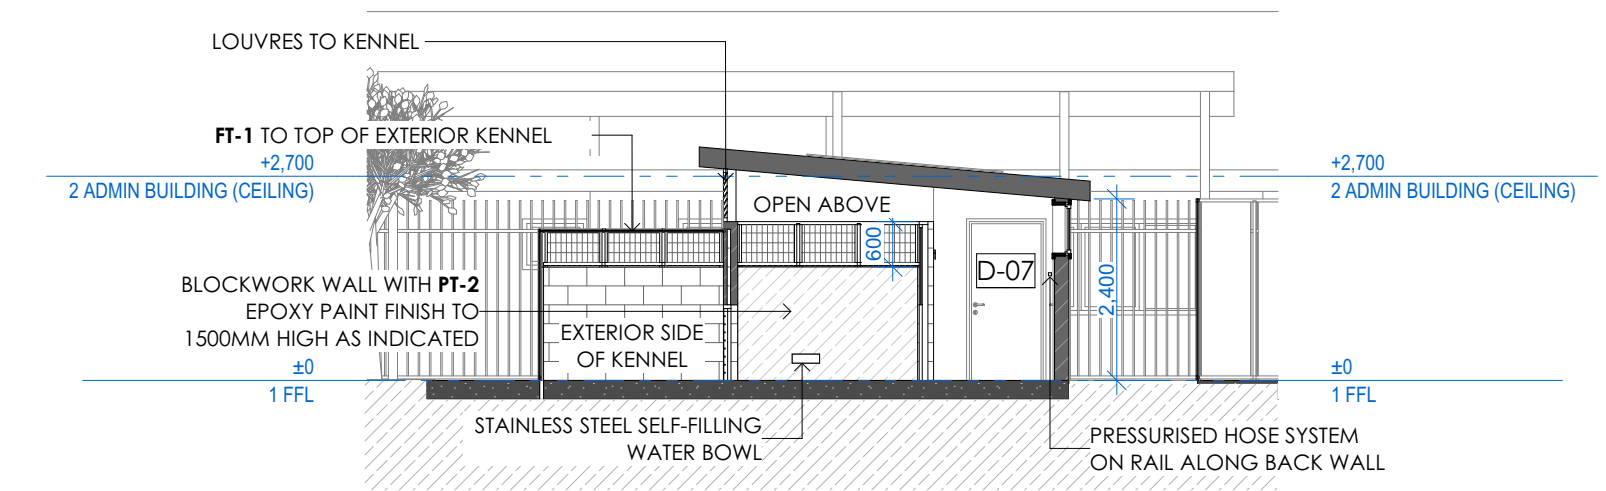 LOUVRES TO KENNEL
FT-1 TO TOP OF EXTERIOR KENNEL
+2,700
2 ADMIN BUILDING (CEILING)
+2,700
2 ADMIN BUILDING (CEILING)
OPEN ABOVE
600
D-07
2,400
BLOCKWORK WALL WITH PT-2
EPOXY PAINT FINISH TO
1500MM HIGH AS INDICATED
EXTERIOR SIDE
OF KENNEL
±0
1 FFL
±0
1 FFL
STAINLESS STEEL SELF-FILLING
WATER BOWL
PRESSURISED HOSE SYSTEM
ON RAIL ALONG BACK WALL